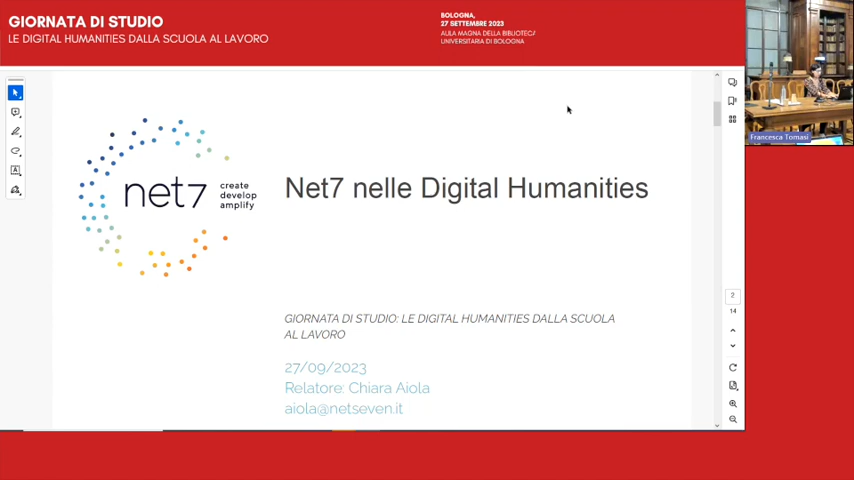 GIORNATA DI STUDIO
LE DIGITAL HUMANITIES DALLA SCUOLA AL LAVORO
BOLOGNA,
27 SETTEMBRE 2023
AULA MAGNA DELLA BIBLIOTECA
UNIVERSITARIA DI BOLOGNA
Francesca Tomasi
net7
create
develop
amplify
Net7 nelle Digital Humanities
GIORNATA DI STUDIO: LE DIGITAL HUMANITIES DALLA SCUOLA
AL LAVORO
27/09/2023
Relatore: Chiara Aiola
aiola@netseven.it
2
14